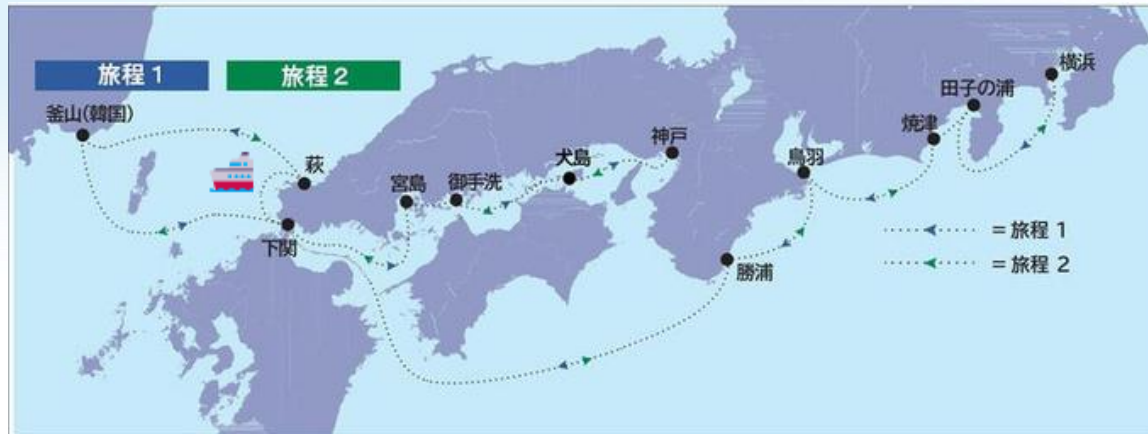 旅程 1
旅程 2
釜山(韓国)
萩
下関
宮島
御手洗
犬島
神戸
勝浦
鳥羽
焼津
田子の浦
横浜
= 旅程 1
= 旅程 2